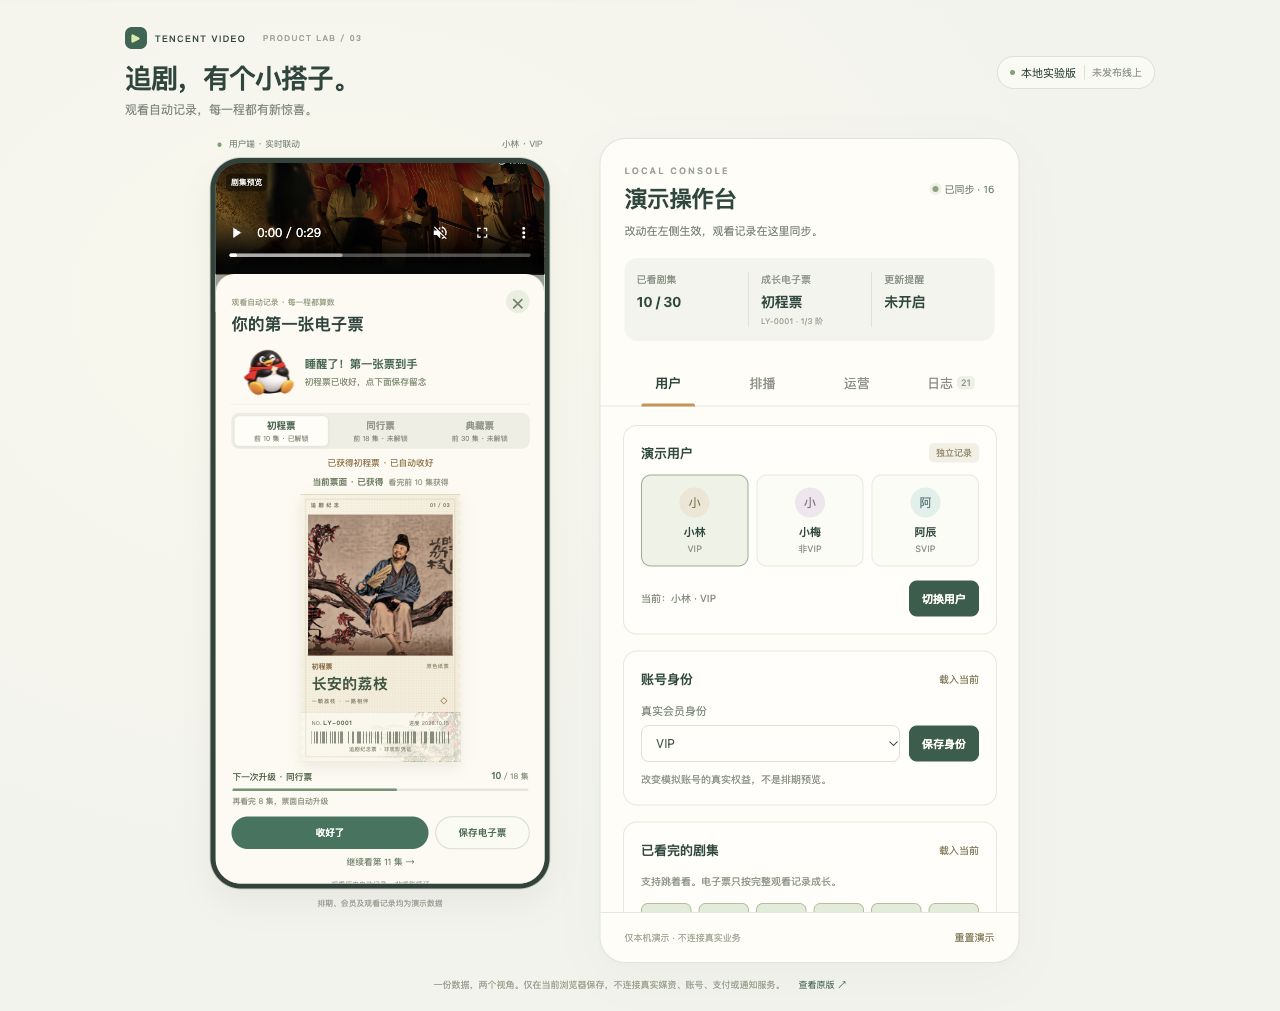 TENCENT VIDEO PRODUCT LAB / 03
追剧，有个小搭子。
观看自动记录，每一程都有新惊喜。
本地实验版 未发布线上
用户端 · 实时联动 小林 · VIP
剧集预览
0:00 / 0:29
观看自动记录 · 每一程都算数
你的第一张电子票
睡醒了！第一张票到手
初程票已收好，点下面保存留念
初程票 同行票 典藏票
前 10 集 · 已解锁 前 18 集 · 未解锁 前 30 集 · 未解锁
已获得初程票 · 已自动收好
当前票面 · 已获得 看完前 10 集获得
追剧纪念 01 / 03
初程票 原色纸票
长安的荔枝
一颗荔枝 · 一路相伴
NO. LY-0001
下一次升级 · 同行票 10 / 18 集
再看完 8 集，票面自动升级
收好了 保存电子票
继续看第 11 集 →
排期、会员及观看记录均为演示数据
LOCAL CONSOLE
演示操作台
已同步 · 16
改动在左侧生效，观看记录在这里同步。
已看剧集 成长电子票 更新提醒
10 / 30 初程票 未开启
LY-0001 · 1/3 阶
用户 排播 运营 日志 21
演示用户 独立记录
小 小 阿
小林 小梅 阿辰
VIP 非VIP SVIP
当前：小林 · VIP 切换用户
账号身份 载入当前
真实会员身份
VIP 保存身份
改变模拟账号的真实权益，不是排期预览。
已看完的剧集 载入当前
支持跳着看。电子票只按完整观看记录成长。
仅本机演示 · 不连接真实业务 重置演示
一份数据，两个视角。仅在当前浏览器保存，不连接真实媒资、账号、支付或通知服务。 查看原版 ↗